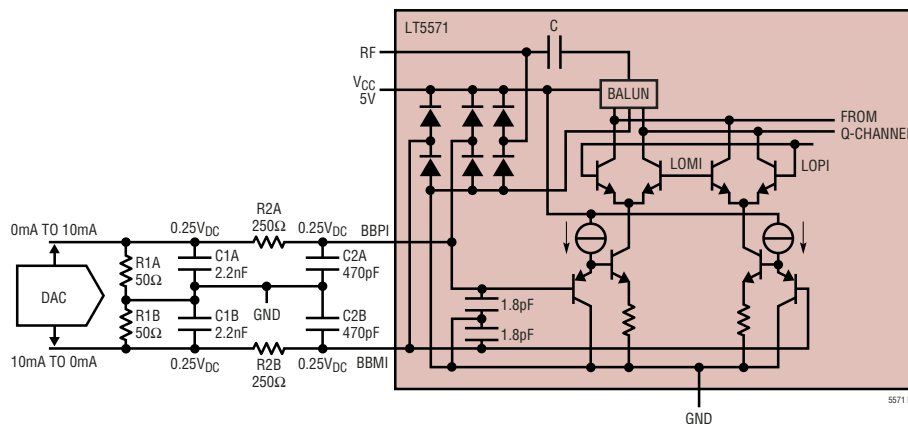 LT5571
C
RF
VCC
5V
BALUN
FROM
Q-CHANNEL
LOMI
LOPI
0mA TO 10mA
0.25VDC
R2A
250Ω
0.25VDC
BBPI
R1A
50Ω
C1A
2.2nF
C2A
470pF
DAC
GND
1.8pF
R1B
50Ω
C1B
2.2nF
C2B
470pF
1.8pF
10mA TO 0mA
0.25VDC
R2B
250Ω
0.25VDC
BBMI
GND
5571